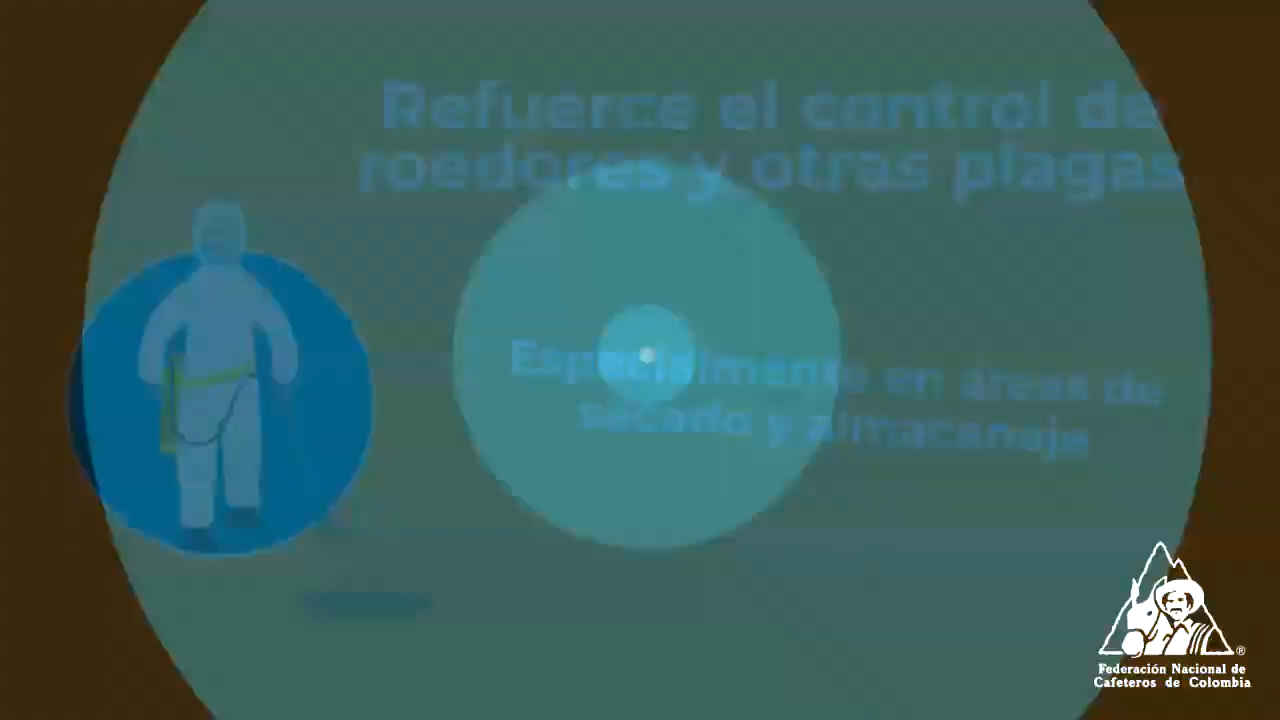 Refuerce el control de
roedores y otras plagas
Especialmente en áreas de
secado y almacenaje
®
Federación Nacional de
Cafeteros de Colombia